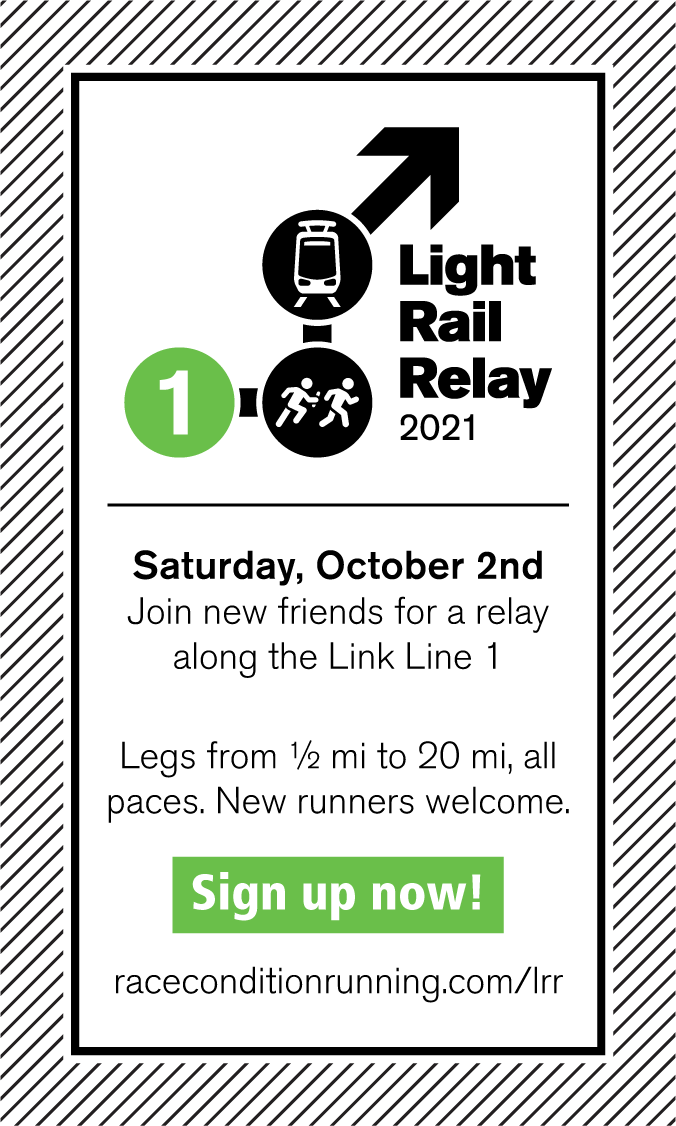 Light
Rail
Relay
2021
1
Saturday, October 2nd
Join new friends for a relay
along the Link Line 1
Legs from ½ mi to 20 mi, all
paces. New runners welcome.
Sign up now!
raceconditionrunning.com/lrr